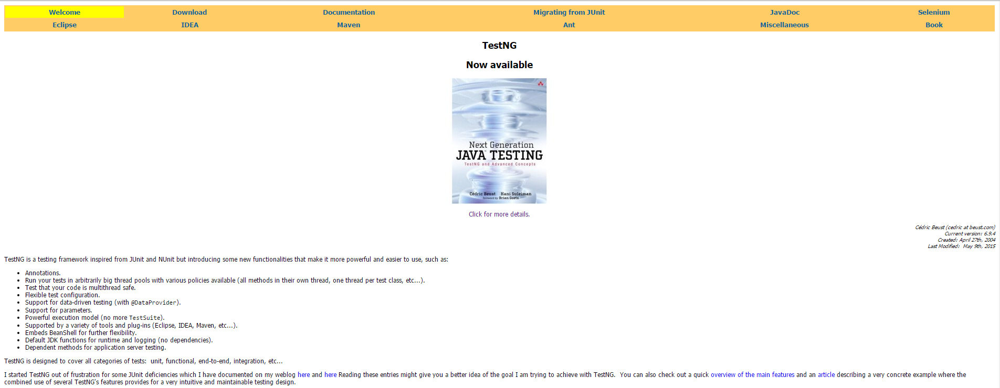 Welcome Download Documentation Migrating from JUnit JavaDoc Selenium
Eclipse IDEA Maven Ant Miscellaneous Book
TestNG
Now available
Next Generation
JAVA™ TESTING
TestNG and Advanced Concepts
Cédric Beust Hani Suleiman
foreword by Brian Goetz
Click for more details.
Cédric Beust (cedric at beust.com)
Current version: 6.9.4
Created: April 27th, 2004
Last Modified: May 9th, 2015
TestNG is a testing framework inspired from JUnit and NUnit but introducing some new functionalities that make it more powerful and easier to use, such as:
• Annotations.
• Run your tests in arbitrarily big thread pools with various policies available (all methods in their own thread, one thread per test class, etc...).
• Test that your code is multithread safe.
• Flexible test configuration.
• Support for data-driven testing (with @DataProvider).
• Support for parameters.
• Powerful execution model (no more TestSuite).
• Supported by a variety of tools and plug-ins (Eclipse, IDEA, Maven, etc...).
• Embeds BeanShell for further flexibility.
• Default JDK functions for runtime and logging (no dependencies).
• Dependent methods for application server testing.
TestNG is designed to cover all categories of tests: unit, functional, end-to-end, integration, etc...
I started TestNG out of frustration for some JUnit deficiencies which I have documented on my weblog here and here Reading these entries might give you a better idea of the goal I am trying to achieve with TestNG. You can also check out a quick overview of the main features and an article describing a very concrete example where the
combined use of several TestNG's features provides for a very intuitive and maintainable testing design.